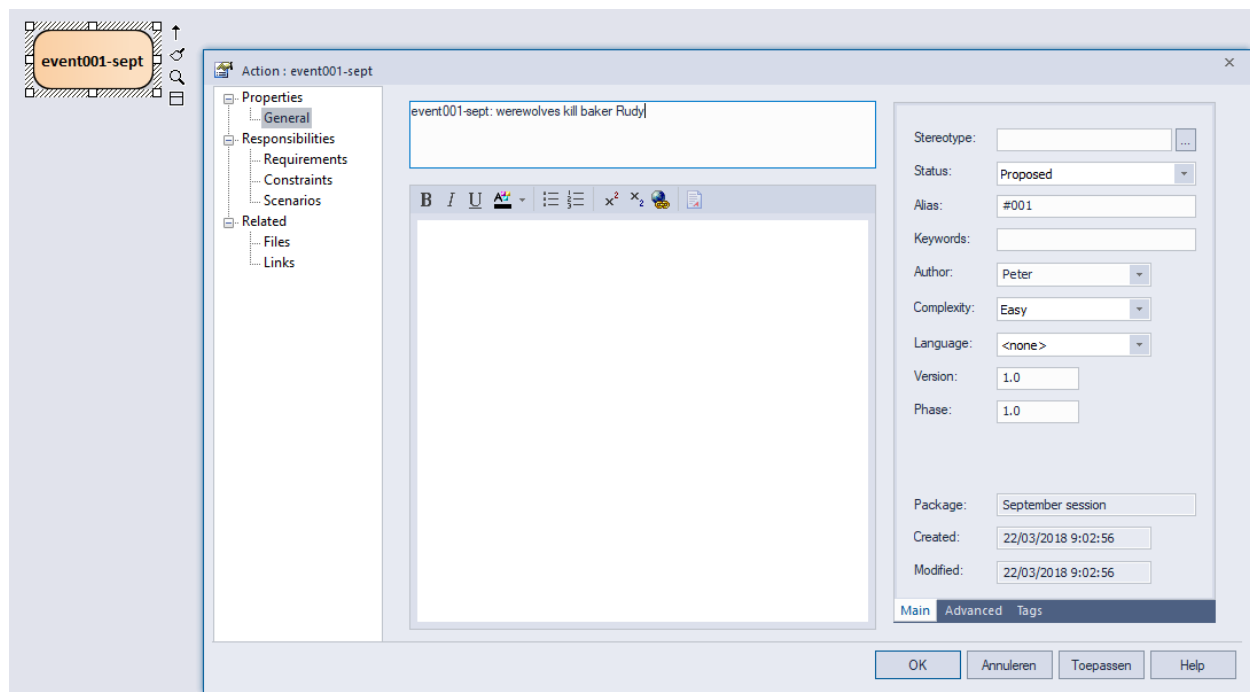 event001-sept
Action : event001-sept
Properties
General
Responsibilities
Requirements
Constraints
Scenarios
Related
Files
Links
event001-sept: werewolves kill baker Rudy
B I U A x² x₂
Stereotype: ...
Status: Proposed
Alias: #001
Keywords:
Author: Peter
Complexity: Easy
Language: <none>
Version: 1.0
Phase: 1.0
Package: September session
Created: 22/03/2018 9:02:56
Modified: 22/03/2018 9:02:56
Main Advanced Tags
OK Annuleren Toepassen Help